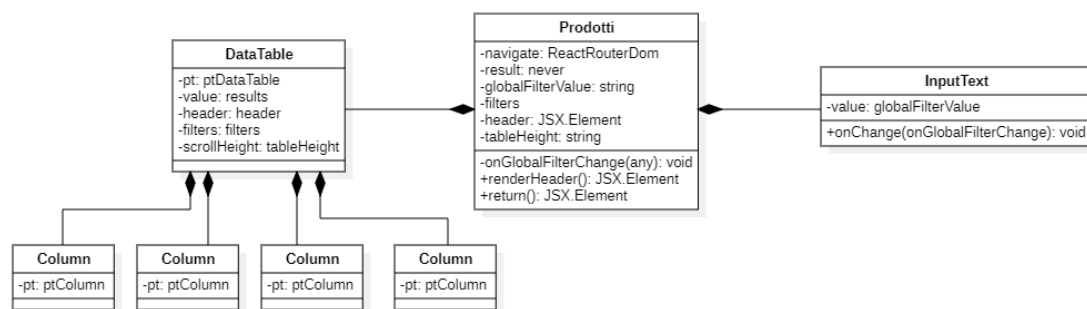 DataTable
-pt: ptDataTable
-value: results
-header: header
-filters: filters
-scrollHeight: tableHeight
Prodotti
-navigate: ReactRouterDom
-result: never
-globalFilterValue: string
-filters
-header: JSX.Element
-tableHeight: string
-onGlobalFilterChange(any): void
+renderHeader(): JSX.Element
+return(): JSX.Element
InputText
-value: globalFilterValue
+onChange(onGlobalFilterChange): void
Column
-pt: ptColumn
Column
-pt: ptColumn
Column
-pt: ptColumn
Column
-pt: ptColumn